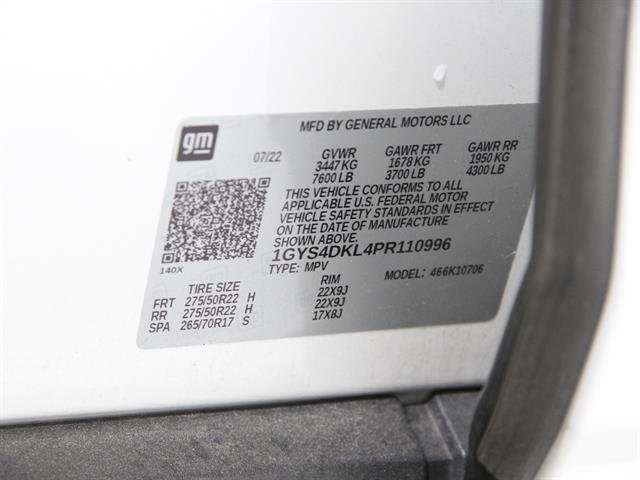 gm
MFD BY GENERAL MOTORS LLC
07/22 GVWR GAWR FRT GAWR RR
3447 KG 1678 KG 1950 KG
7600 LB 3700 LB 4300 LB
THIS VEHICLE CONFORMS TO ALL
APPLICABLE U.S. FEDERAL MOTOR
VEHICLE SAFETY STANDARDS IN EFFECT
ON THE DATE OF MANUFACTURE
SHOWN ABOVE.
140X
1GYS4DKL4PR110996
TYPE: MPV MODEL: 466K10706
TIRE SIZE RIM
FRT 275/50R22 H 22X9J
RR 275/50R22 H 22X9J
SPA 265/70R17 S 17X8J